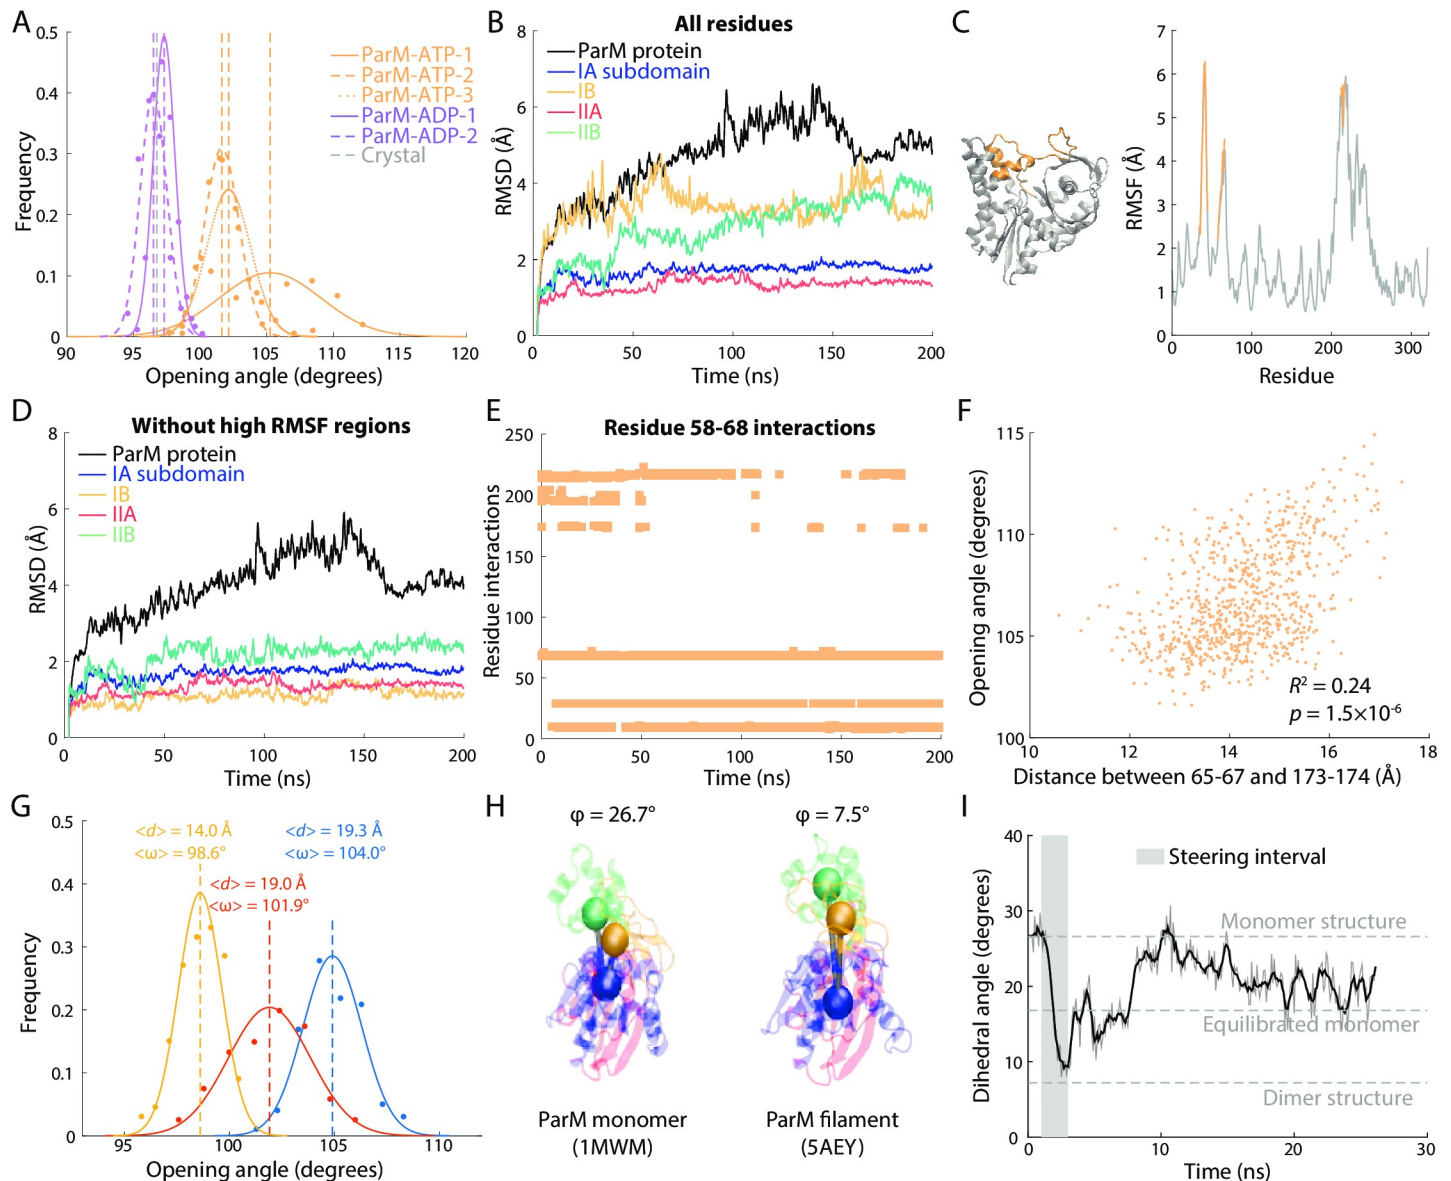 A
0.5
0.4
0.3
0.2
0.1
0
Frequency
90
95
100
105
110
115
120
Opening angle (degrees)
ParM-ATP-1
ParM-ATP-2
ParM-ATP-3
ParM-ADP-1
ParM-ADP-2
Crystal
B
All residues
8
6
4
2
0
RMSD (Å)
ParM protein
IA subdomain
IB
IIA
IIB
0
50
100
150
200
Time (ns)
C
7
6
5
4
3
2
1
0
RMSF (Å)
0
100
200
300
Residue
D
Without high RMSF regions
8
6
4
2
0
RMSD (Å)
ParM protein
IA subdomain
IB
IIA
IIB
0
50
100
150
200
Time (ns)
E
Residue 58-68 interactions
250
200
150
100
50
0
Residue interactions
0
50
100
150
200
Time (ns)
F
115
110
105
100
Opening angle (degrees)
R² = 0.24
p = 1.5×10⁻⁶
10
12
14
16
18
Distance between 65-67 and 173-174 (Å)
G
0.5
0.4
0.3
0.2
0.1
0
Frequency
<d> = 14.0 Å
<ω> = 98.6°
<d> = 19.3 Å
<ω> = 104.0°
<d> = 19.0 Å
<ω> = 101.9°
95
100
105
110
Opening angle (degrees)
H
φ = 26.7°
φ = 7.5°
ParM monomer
(1MWM)
ParM filament
(5AEY)
I
40
30
20
10
0
Dihedral angle (degrees)
Steering interval
Monomer structure
Equilibrated monomer
Dimer structure
0
10
20
30
Time (ns)